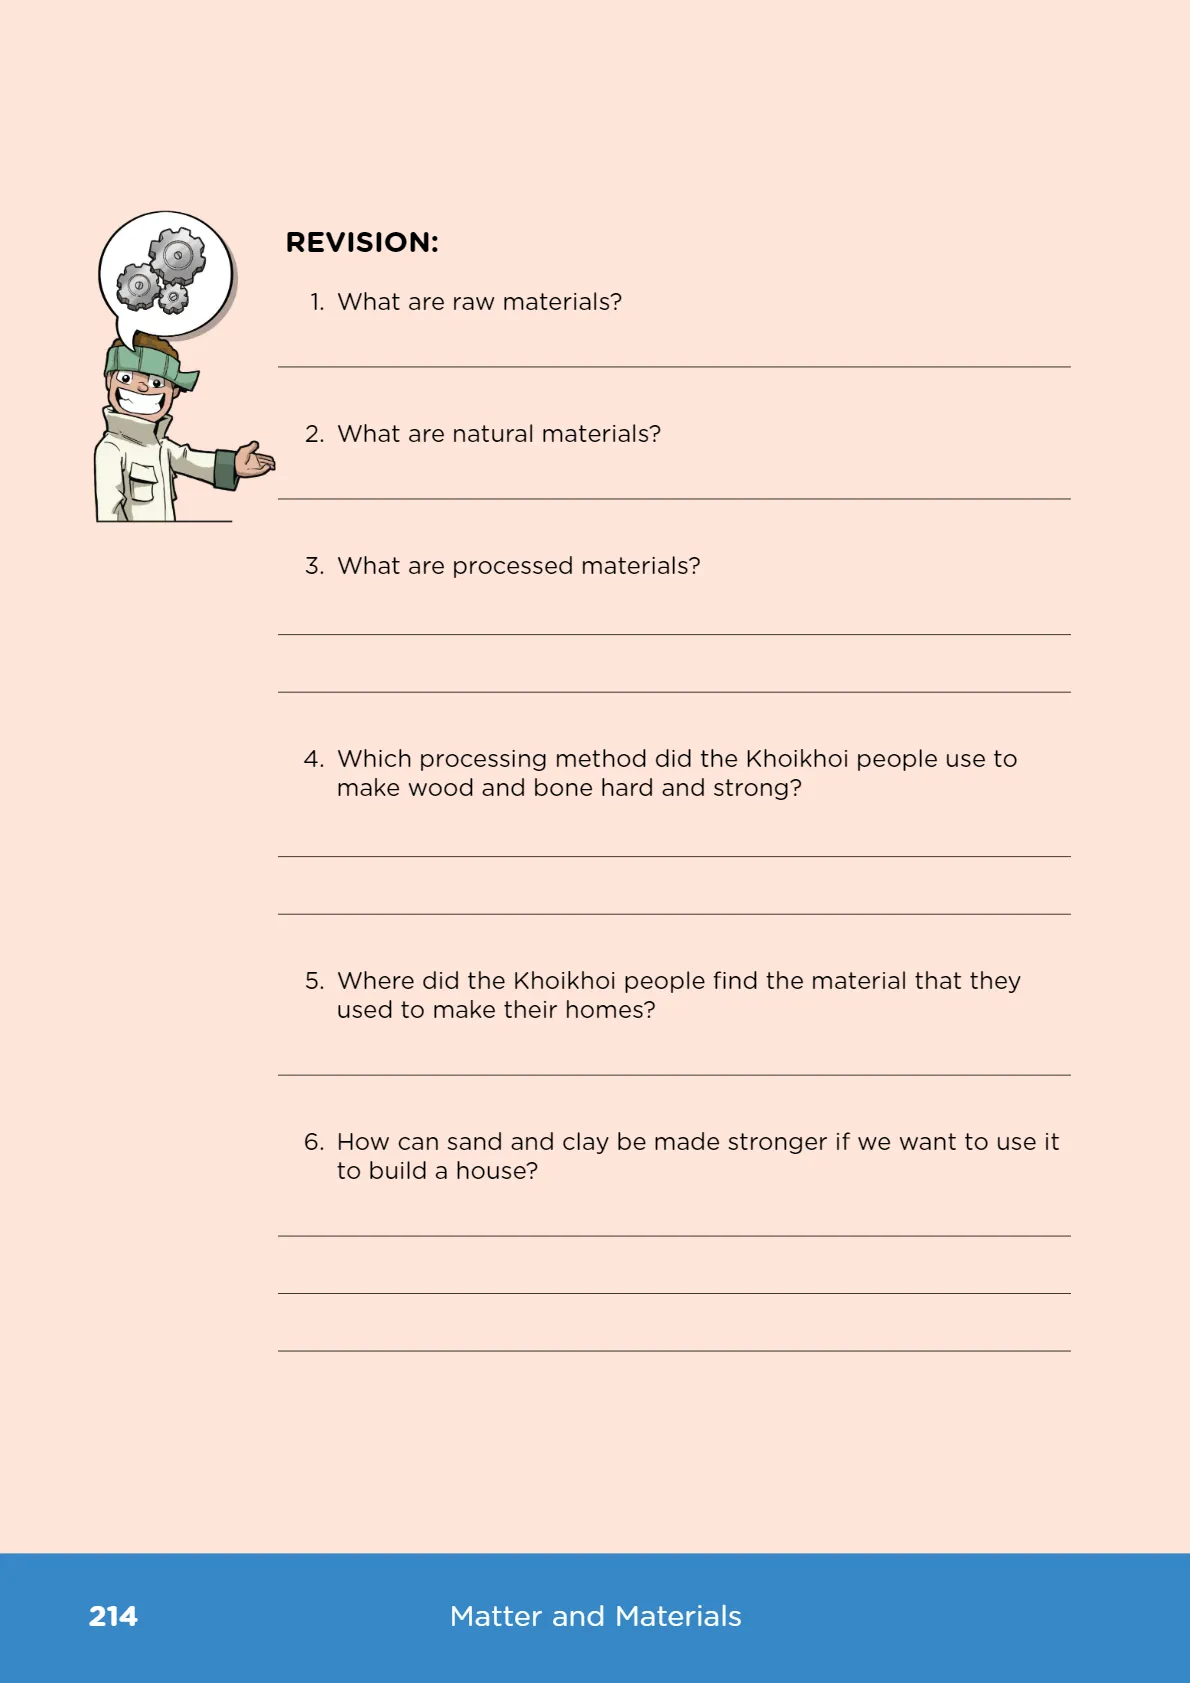 REVISION:
1. What are raw materials?
2. What are natural materials?
3. What are processed materials?
4. Which processing method did the Khoikhoi people use to
make wood and bone hard and strong?
5. Where did the Khoikhoi people find the material that they
used to make their homes?
6. How can sand and clay be made stronger if we want to use it
to build a house?
214
Matter and Materials